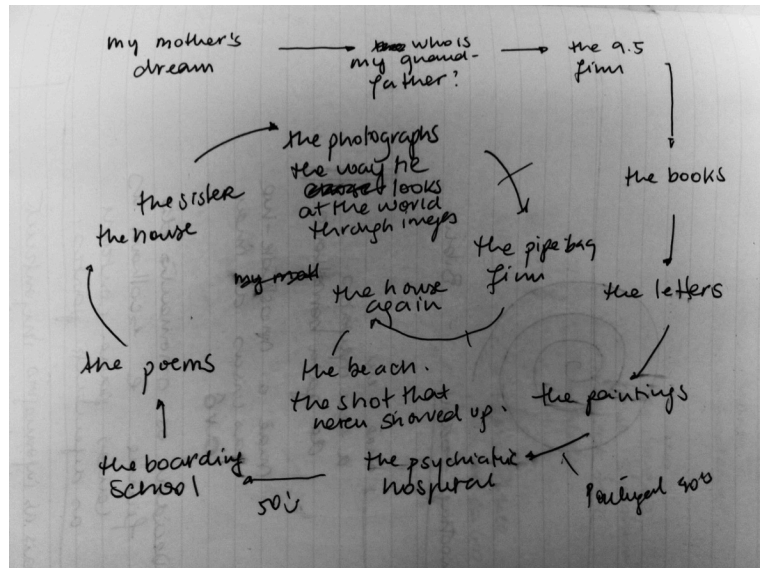 my mother's
dream
who is
my grand-
father?
the 9.5
film
the books
the letters
the paintings
Portugal 40s
the psychiatric
hospital
50's
the boarding
school
the poems
the sister
the house
the photographs
the way he
looks
at the world
through images
the pipe bag
film
the house
again
the beach.
the shot that
never showed up.